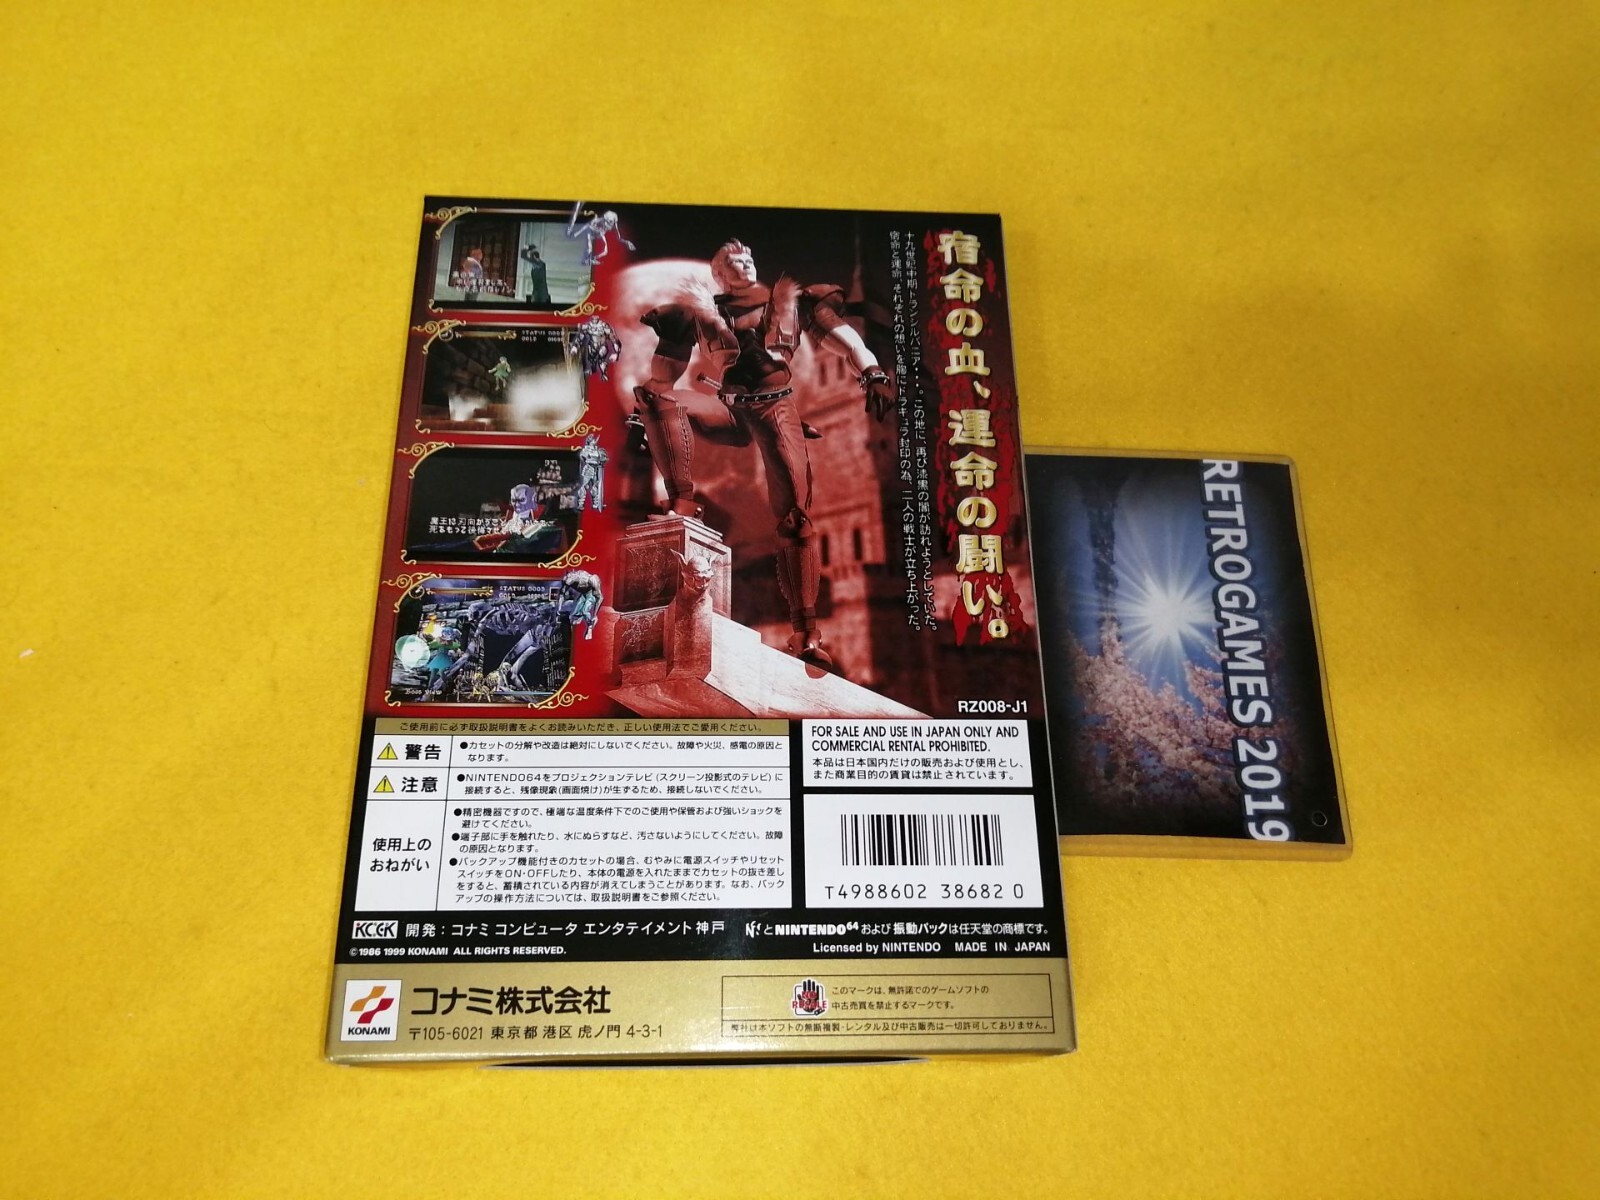 宿命の血、運命の闘い。
十九世紀中期トランシルバニア・・・。この地に、再び漆黒の闇が訪れようとしていた。
宿命と運命、それぞれの想いを胸にドラキュラ封印の為、二人の戦士が立ち上がった。
魔王に刃向かうこと
RZ008-J1
ご使用前に必ず取扱説明書をよくお読みいただき、正しい使用法でご愛用ください。
警告
●カセットの分解や改造は絶対にしないでください。故障や火災、感電の原因と
なります。
注意
●NINTENDO64をプロジェクションテレビ(スクリーン投影式のテレビ)に
接続すると、残像現象(画面焼け)が生ずるため、接続しないでください。
使用上の
おねがい
●精密機器ですので、極端な温度条件下でのご使用や保管および強いショックを
避けてください。
●端子部に手を触れたり、水にぬらすなど、汚さないようにしてください。故障
の原因となります。
●バックアップ機能付きのカセットの場合、むやみに電源スイッチやリセット
スイッチをON・OFFしたり、本体の電源を入れたままでカセットの抜き差し
をすると、蓄積されている内容が消えてしまうことがあります。なお、バック
アップの操作方法については、取扱説明書をご参照ください。
FOR SALE AND USE IN JAPAN ONLY AND
COMMERCIAL RENTAL PROHIBITED.
本品は日本国内だけの販売および使用とし、
また商業目的の賃貸は禁止されています。
T4988602 38682 0
KCEK 開発：コナミ コンピュータ エンタテイメント 神戸
とNINTENDO64および振動パックは任天堂の商標です。
©1986 1999 KONAMI ALL RIGHTS RESERVED.
Licensed by NINTENDO MADE IN JAPAN
KONAMI
コナミ株式会社
〒105-6021 東京都 港区 虎ノ門 4-3-1
NO RESALE
このマークは、無許諾でのゲームソフトの
中古売買を禁止するマークです。
弊社は本ソフトの無断複製・レンタル及び中古販売は一切許可しておりません。
RETROGAMES 2019